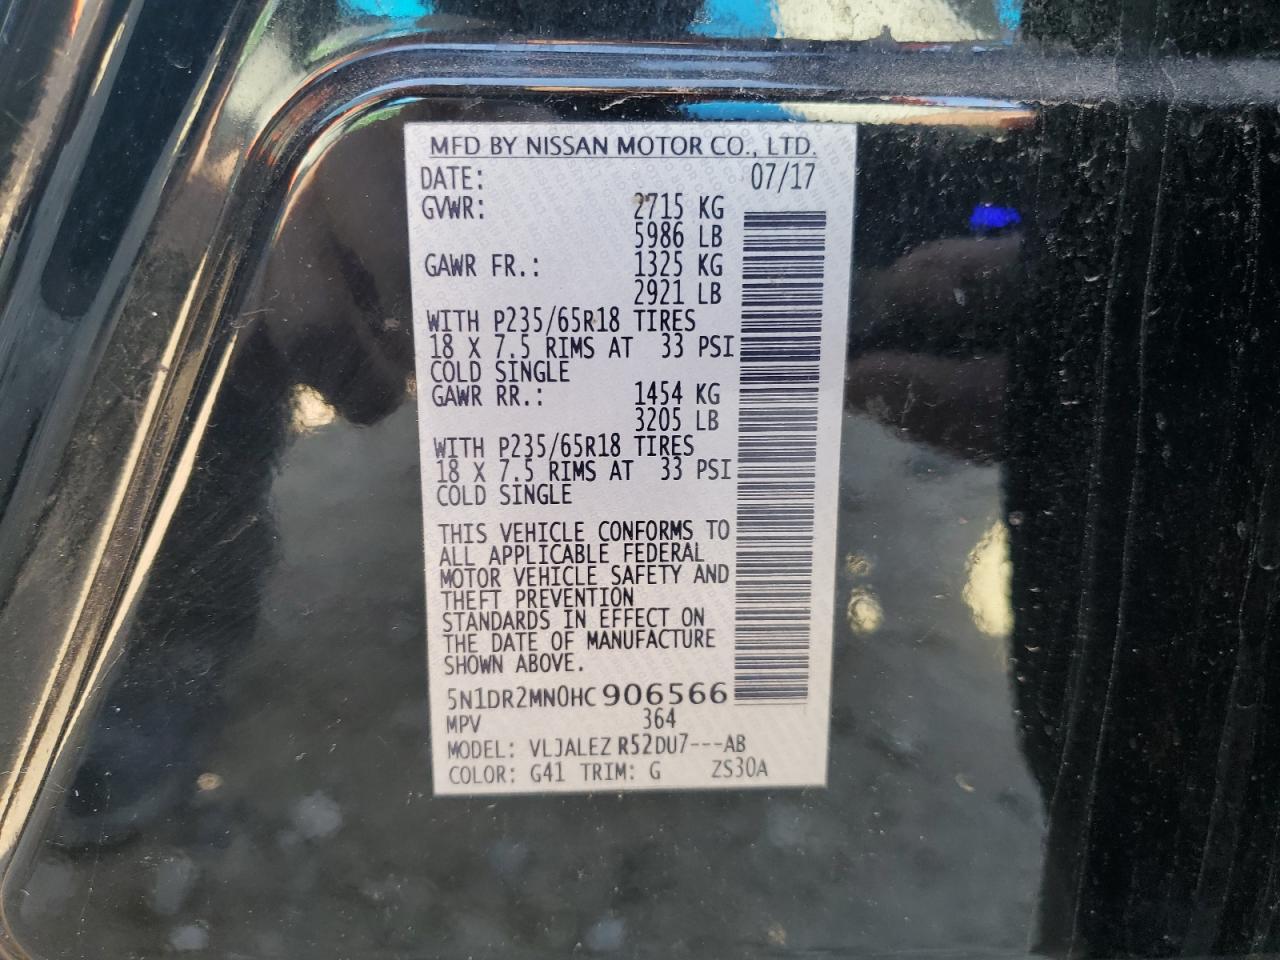 MFD BY NISSAN MOTOR CO., LTD.
DATE: 07/17
GVWR: 2715 KG
5986 LB
GAWR FR.: 1325 KG
2921 LB
WITH P235/65R18 TIRES
18 X 7.5 RIMS AT 33 PSI
COLD SINGLE
GAWR RR.: 1454 KG
3205 LB
WITH P235/65R18 TIRES
18 X 7.5 RIMS AT 33 PSI
COLD SINGLE
THIS VEHICLE CONFORMS TO
ALL APPLICABLE FEDERAL
MOTOR VEHICLE SAFETY AND
THEFT PREVENTION
STANDARDS IN EFFECT ON
THE DATE OF MANUFACTURE
SHOWN ABOVE.
5N1DR2MN0HC906566
MPV 364
MODEL: VLJALEZ R52DU7---AB
COLOR: G41 TRIM: G ZS30A